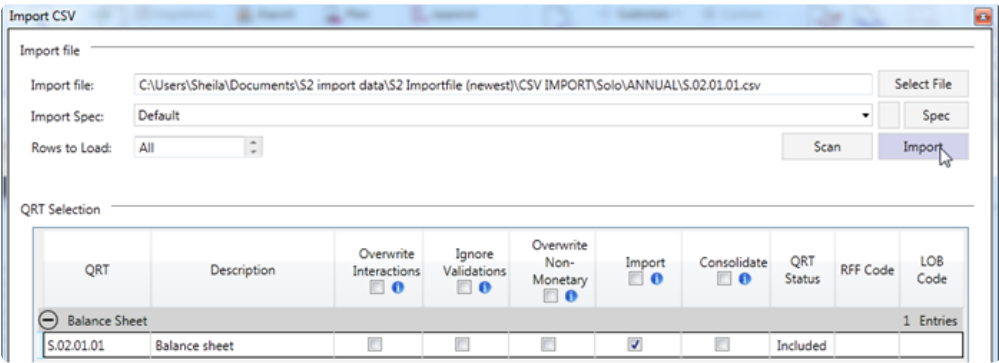 Import CSV
Import file
Import file: C:\Users\Sheila\Documents\S2 import data\S2 Importfile (newest)\CSV IMPORT\Solo\ANNUAL\S.02.01.01.csv Select File
Import Spec: Default Spec
Rows to Load: All Scan Import
QRT Selection
QRT Description Overwrite Interactions Ignore Validations Overwrite Non-Monetary Import Consolidate QRT Status RFF Code LOB Code
Balance Sheet 1 Entries
S.02.01.01 Balance sheet Included